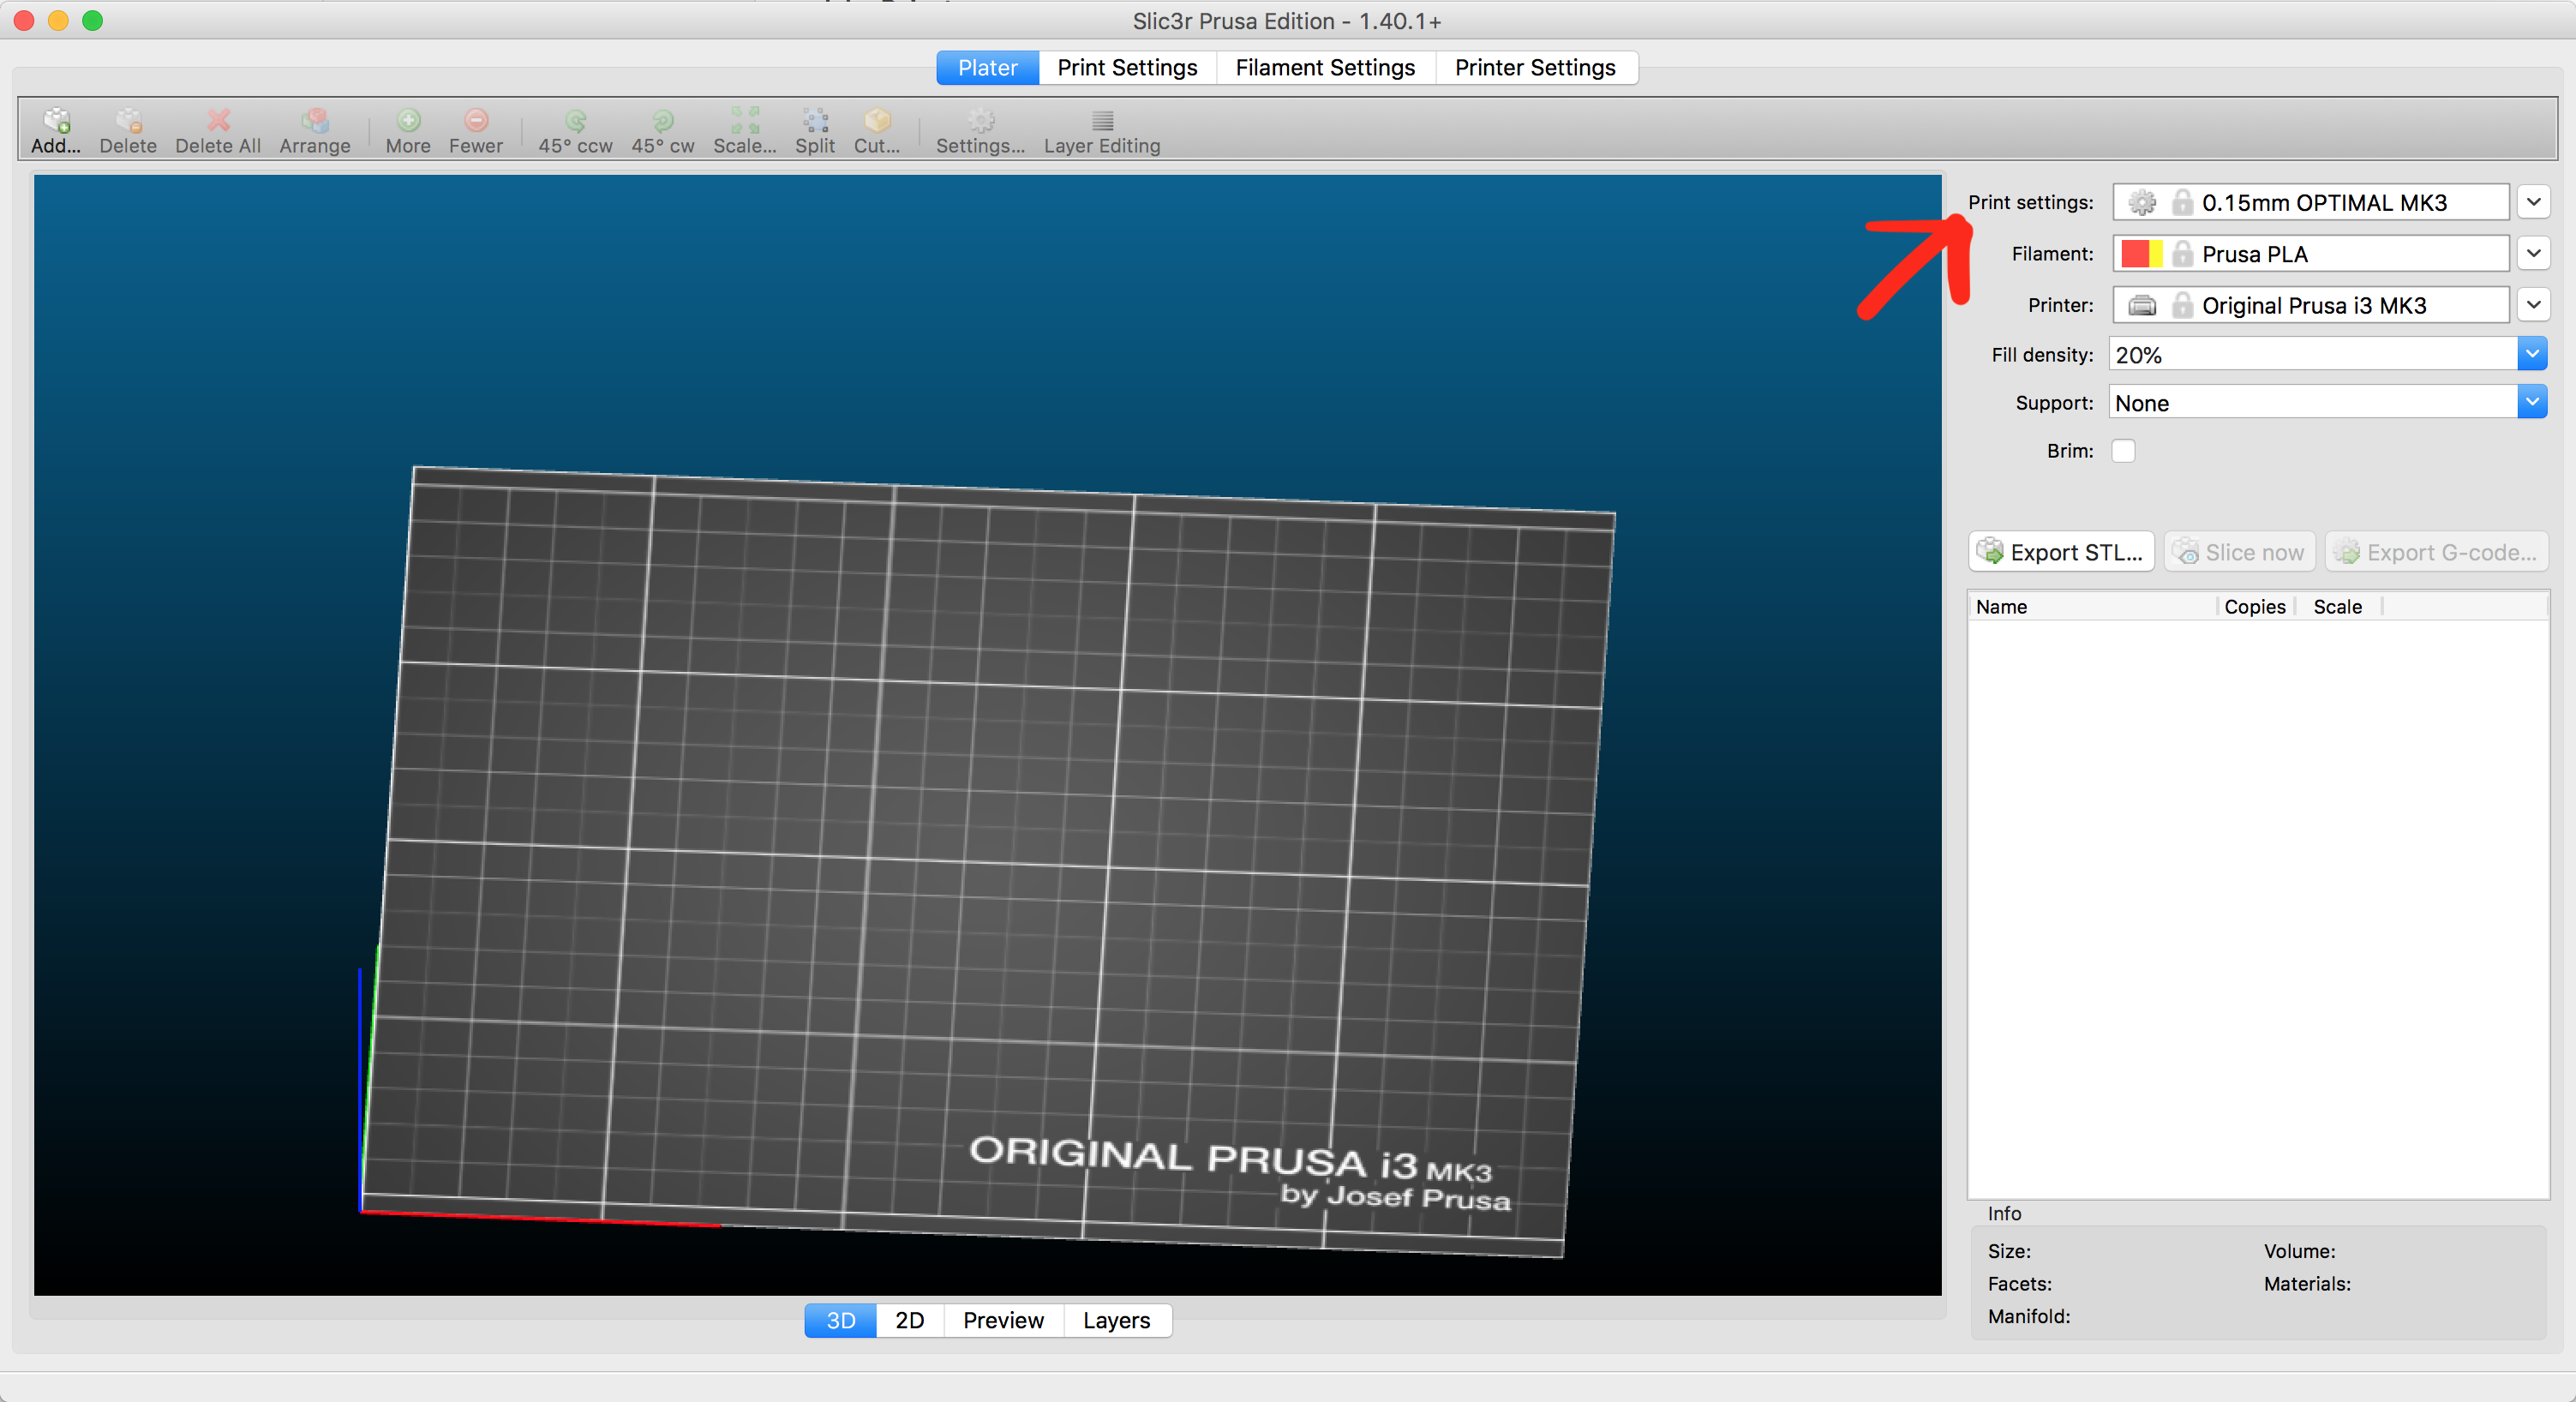 Slic3r Prusa Edition - 1.40.1+
Plater Print Settings Filament Settings Printer Settings
Add... Delete Delete All Arrange More Fewer 45° ccw 45° cw Scale... Split Cut... Settings... Layer Editing
Print settings: 0.15mm OPTIMAL MK3
Filament: Prusa PLA
Printer: Original Prusa i3 MK3
Fill density: 20%
Support: None
Brim:
Export STL... Slice now Export G-code...
Name Copies Scale
ORIGINAL PRUSA i3 MK3
by Josef Prusa
Info
Size: Volume:
Facets: Materials:
Manifold:
3D 2D Preview Layers